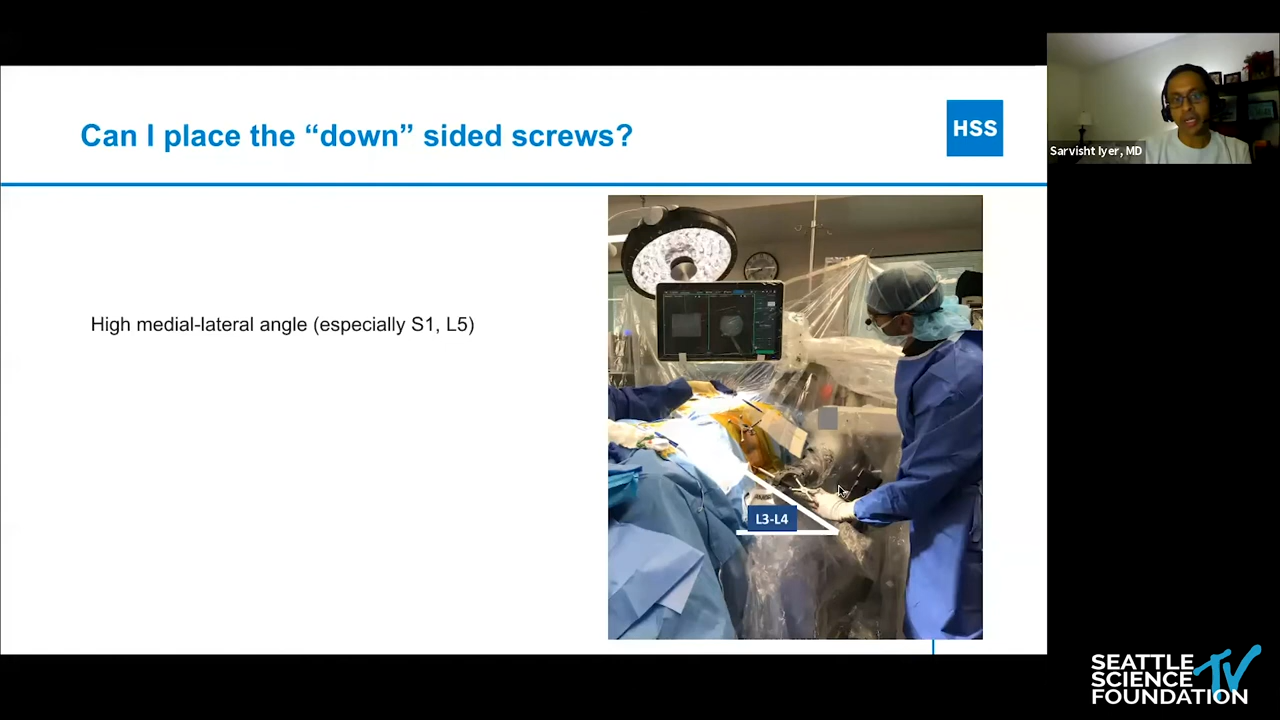 Can I place the “down” sided screws?
HSS
Sarvisht Iyer, MD
High medial-lateral angle (especially S1, L5)
L3-L4
SEATTLE
SCIENCE
FOUNDATION
TV